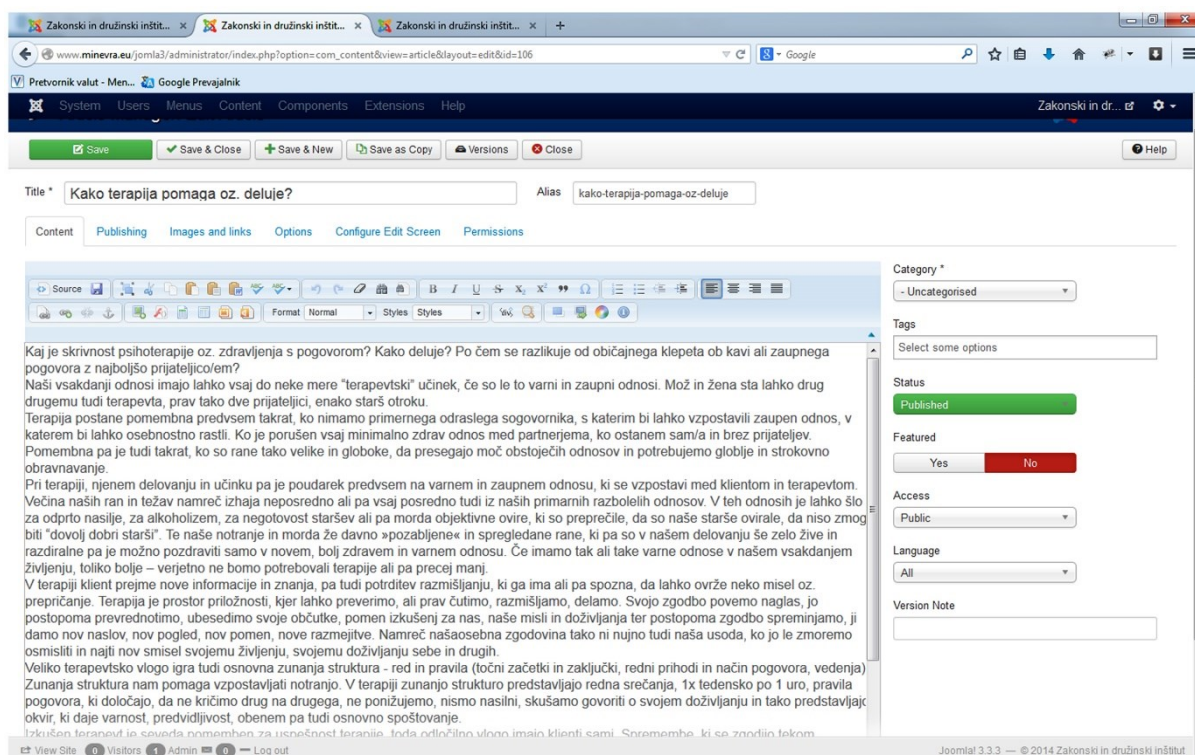 Zakonski in družinski inštit... × Zakonski in družinski inštit... × Zakonski in družinski inštit... × +
www.minevra.eu/jomla3/administrator/index.php?option=com_content&view=article&layout=edit&id=106 Google
Pretvornik valut - Men... Google Prevajalnik
System Users Menus Content Components Extensions Help Zakonski in dr...
Save Save & Close Save & New Save as Copy Versions Close Help
Title * Kako terapija pomaga oz. deluje? Alias kako-terapija-pomaga-oz-deluje
Content Publishing Images and links Options Configure Edit Screen Permissions
Category *
- Uncategorised
Tags
Select some options
Status
Published
Featured
Yes No
Access
Public
Language
All
Version Note
Source B I U S X₂ X² Ω
Format Normal Styles Styles
Kaj je skrivnost psihoterapije oz. zdravljenja s pogovorom? Kako deluje? Po čem se razlikuje od običajnega klepeta ob kavi ali zaupnega
pogovora z najboljšo prijateljico/em?
Naši vsakdanji odnosi imajo lahko vsaj do neke mere "terapevtski" učinek, če so le to varni in zaupni odnosi. Mož in žena sta lahko drug
drugemu tudi terapevta, prav tako dve prijateljici, enako starš otroku.
Terapija postane pomembna predvsem takrat, ko nimamo primernega odraslega sogovornika, s katerim bi lahko vzpostavili zaupen odnos, v
katerem bi lahko osebnostno rastli. Ko je porušen vsaj minimalno zdrav odnos med partnerjema, ko ostanem sam/a in brez prijateljev.
Pomembna pa je tudi takrat, ko so rane tako velike in globoke, da presegajo moč obstoječih odnosov in potrebujemo globlje in strokovno
obravnavanje.
Pri terapiji, njenem delovanju in učinku pa je poudarek predvsem na varnem in zaupnem odnosu, ki se vzpostavi med klientom in terapevtom.
Večina naših ran in težav namreč izhaja neposredno ali pa vsaj posredno tudi iz naših primarnih razbolelih odnosov. V teh odnosih je lahko šlo
za odprto nasilje, za alkoholizem, za negotovost staršev ali pa morda objektivne ovire, ki so preprečile, da so naše starše ovirale, da niso zmog
biti "dovolj dobri starši". Te naše notranje in morda že davno »pozabljene« in spregledane rane, ki pa so v našem delovanju še zelo žive in
razdiralne pa je možno pozdraviti samo v novem, bolj zdravem in varnem odnosu. Če imamo tak ali take varne odnose v našem vsakdanjem
življenju, toliko bolje – verjetno ne bomo potrebovali terapije ali pa precej manj.
V terapiji klient prejme nove informacije in znanja, pa tudi potrditev razmišljanju, ki ga ima ali pa spozna, da lahko ovrže neko misel oz.
prepričanje. Terapija je prostor priložnosti, kjer lahko preverimo, ali prav čutimo, razmišljamo, delamo. Svojo zgodbo povemo naglas, jo
postopoma prevrednotimo, ubesedimo svoje občutke, pomen izkušenj za nas, naše misli in doživljanja ter postopoma zgodbo spreminjamo, ji
damo nov naslov, nov pogled, nov pomen, nove razmejitve. Namreč našaosebna zgodovina tako ni nujno tudi naša usoda, ko jo le zmoremo
osmisliti in najti nov smisel svojemu življenju, svojemu doživljanju sebe in drugih.
Veliko terapevtsko vlogo igra tudi osnovna zunanja struktura - red in pravila (točni začetki in zaključki, redni prihodi in način pogovora, vedenja)
Zunanja struktura nam pomaga vzpostavljati notranjo. V terapiji zunanjo strukturo predstavljajo redna srečanja, 1x tedensko po 1 uro, pravila
pogovora, ki določajo, da ne kričimo drug na drugega, ne ponižujemo, nismo nasilni, skušamo govoriti o svojem doživljanju in tako predstavljajo
okvir, ki daje varnost, predvidljivost, obenem pa tudi osnovno spoštovanje.
Izkušen terapevt je seveda pomemben za uspešnost terapije, toda odločilno vlogo imajo klienti sami. Spremembe, ki se zgodijo tekom
View Site 0 Visitors 1 Admin 0 Log out Joomla! 3.3.3 — © 2014 Zakonski in družinski inštitut